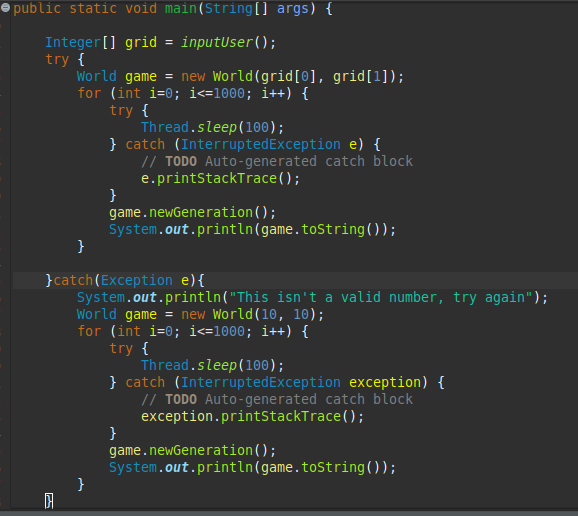 public static void main(String[] args) {

    Integer[] grid = inputUser();
    try {
        World game = new World(grid[0], grid[1]);
        for (int i=0; i<=1000; i++) {
            try {
                Thread.sleep(100);
            } catch (InterruptedException e) {
                // TODO Auto-generated catch block
                e.printStackTrace();
            }
            game.newGeneration();
            System.out.println(game.toString());
        }

    }catch(Exception e){
        System.out.println("This isn't a valid number, try again");
        World game = new World(10, 10);
        for (int i=0; i<=1000; i++) {
            try {
                Thread.sleep(100);
            } catch (InterruptedException exception) {
                // TODO Auto-generated catch block
                exception.printStackTrace();
            }
            game.newGeneration();
            System.out.println(game.toString());
        }
    }